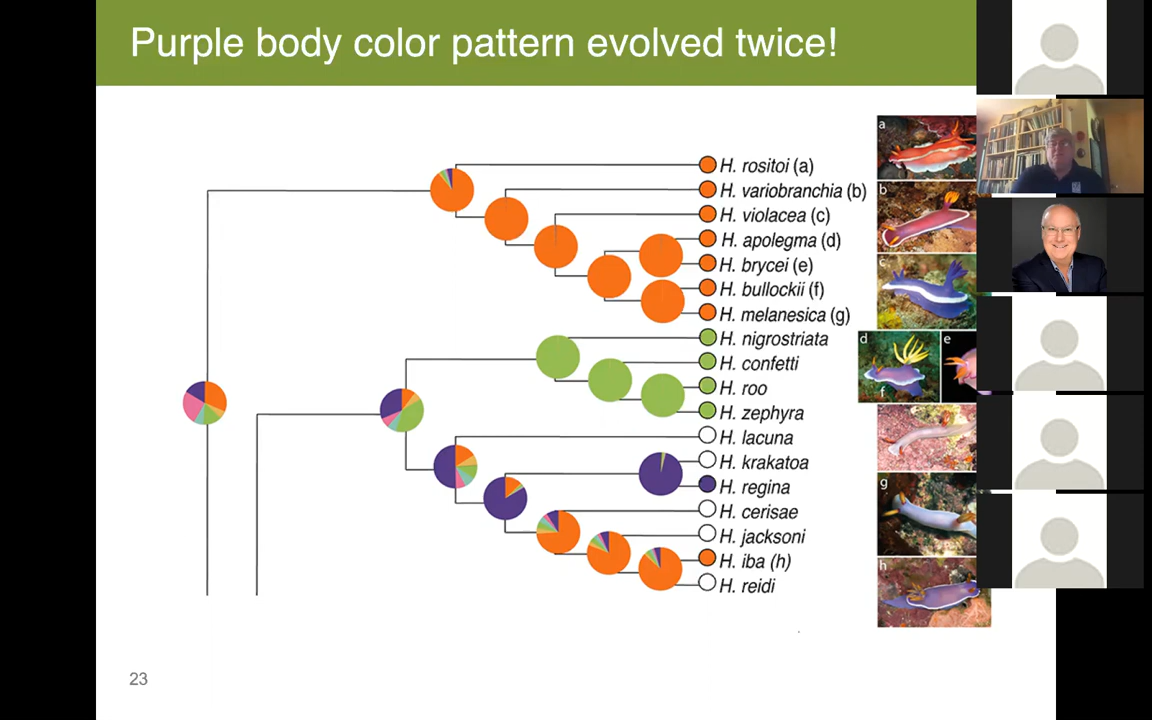 Purple body color pattern evolved twice!
H. rositoi (a)
H. variobranchia (b)
H. violacea (c)
H. apolegma (d)
H. brycei (e)
H. bullockii (f)
H. melanesica (g)
H. nigrostriata
H. confetti
H. roo
H. zephyra
H. lacuna
H. krakatoa
H. regina
H. cerisae
H. jacksoni
H. iba (h)
H. reidi
a
b
c
d
e
f
g
h
23